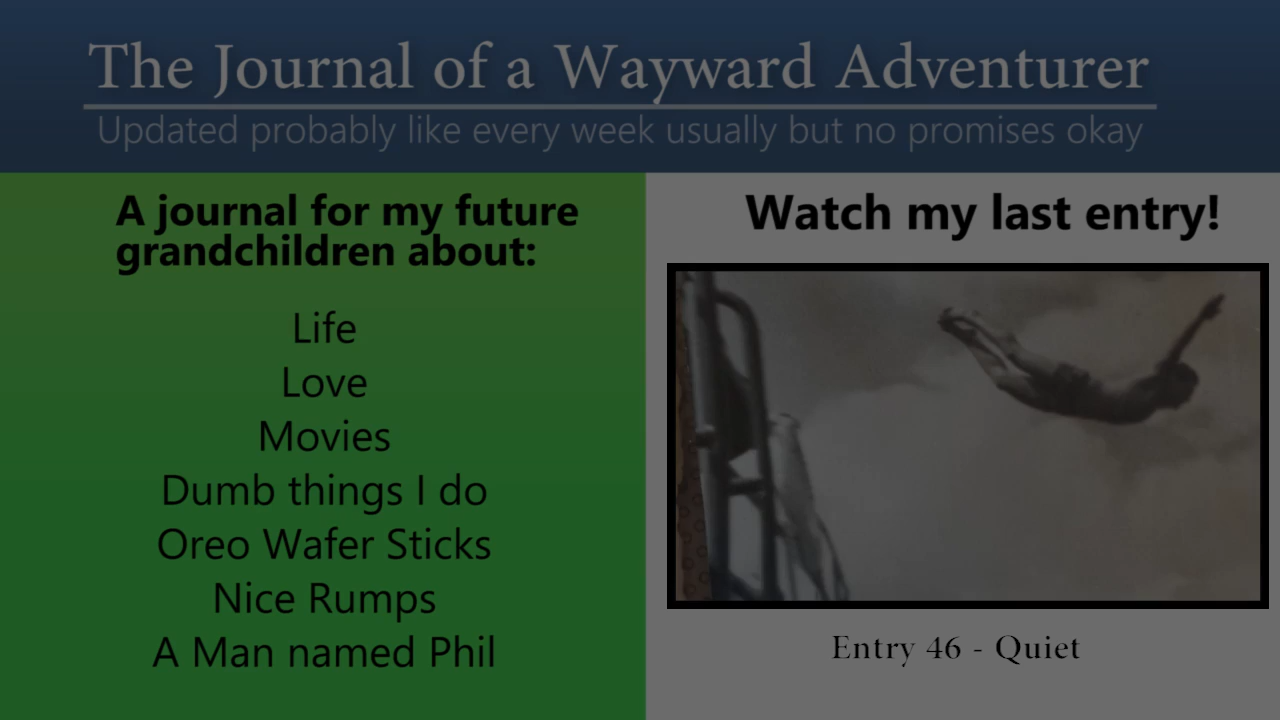 The Journal of a Wayward Adventurer
Updated probably like every week usually but no promises okay
A journal for my future
grandchildren about:
Life
Love
Movies
Dumb things I do
Oreo Wafer Sticks
Nice Rumps
A Man named Phil
Watch my last entry!
Entry 46 - Quiet